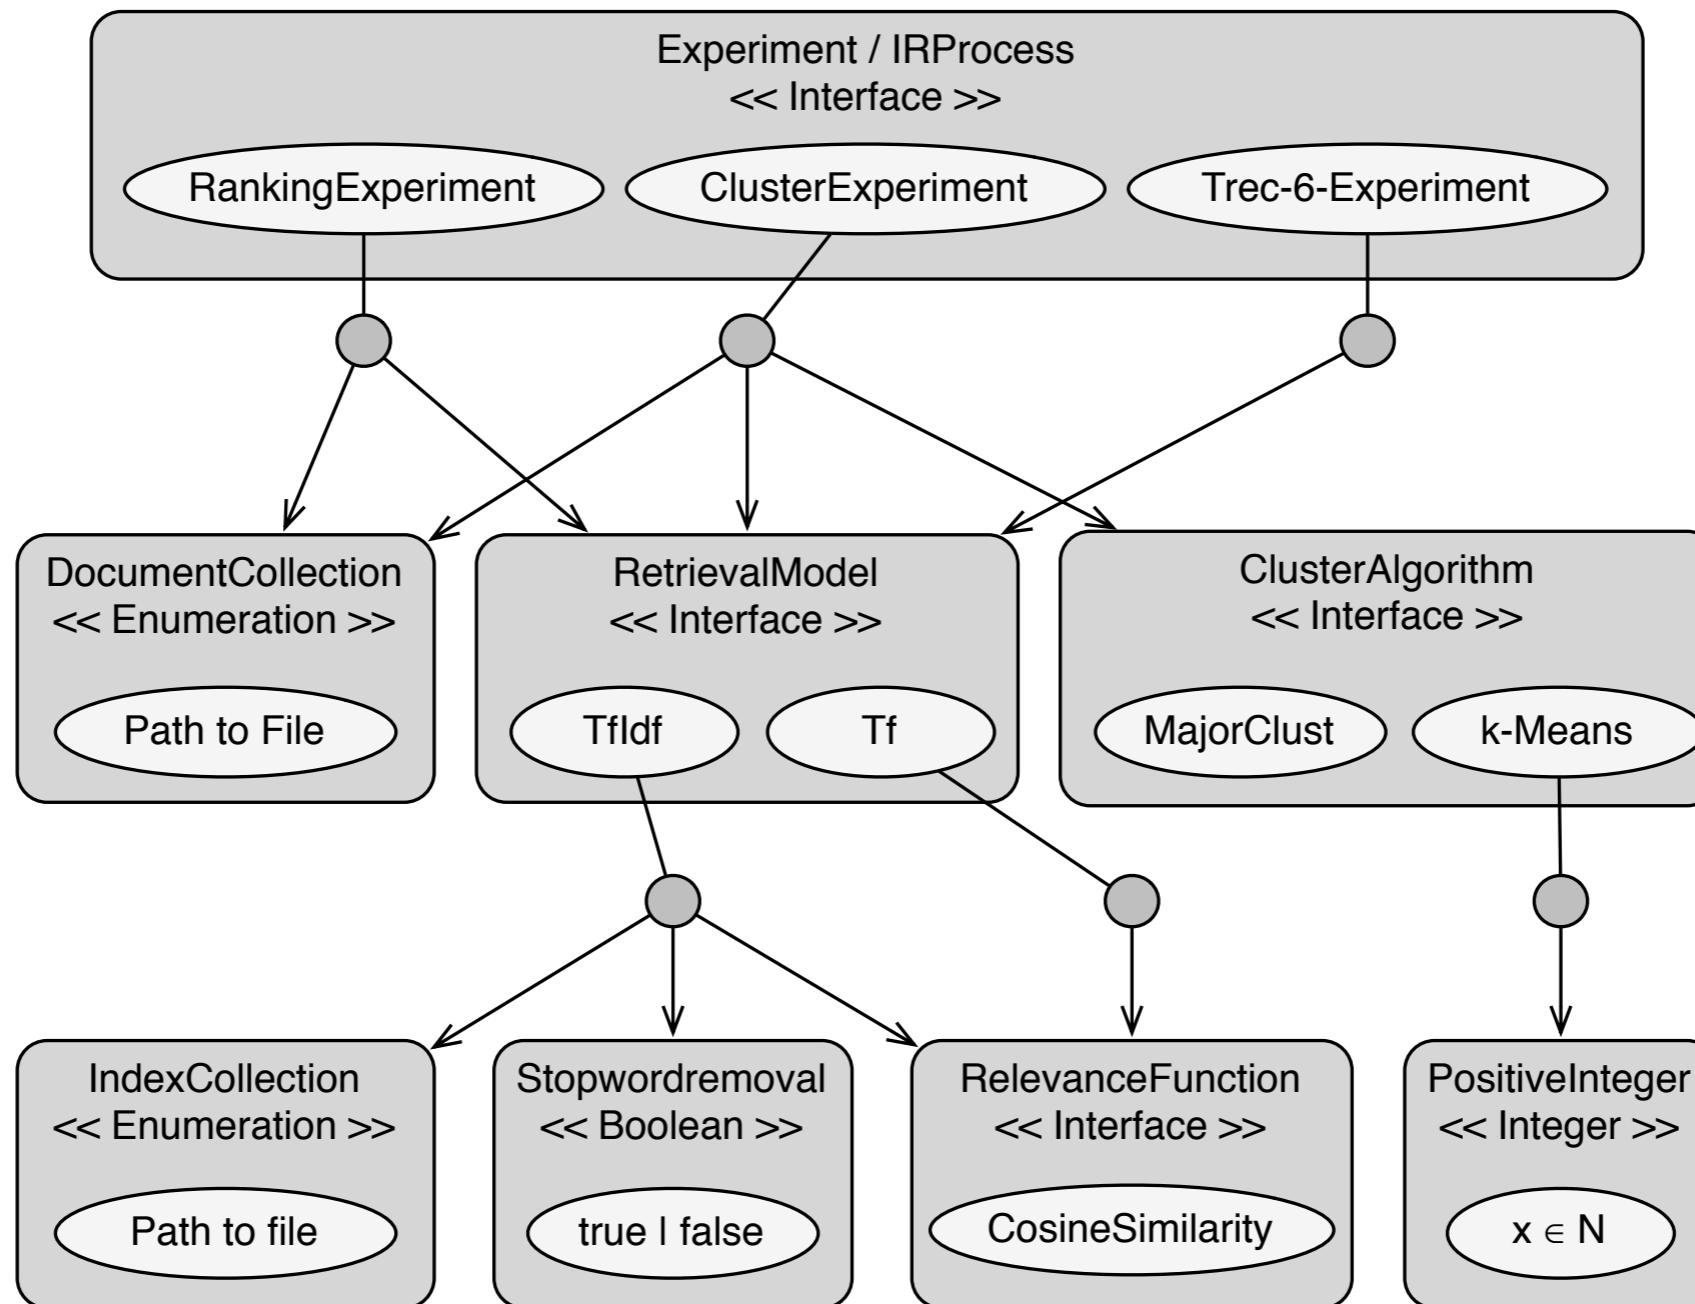 Experiment / IRProcess
<< Interface >>
RankingExperiment
ClusterExperiment
Trec-6-Experiment
DocumentCollection
<< Enumeration >>
Path to File
RetrievalModel
<< Interface >>
TfIdf
Tf
ClusterAlgorithm
<< Interface >>
MajorClust
k-Means
IndexCollection
<< Enumeration >>
Path to file
Stopwordremoval
<< Boolean >>
true | false
RelevanceFunction
<< Interface >>
CosineSimilarity
PositiveInteger
<< Integer >>
x ∈ N